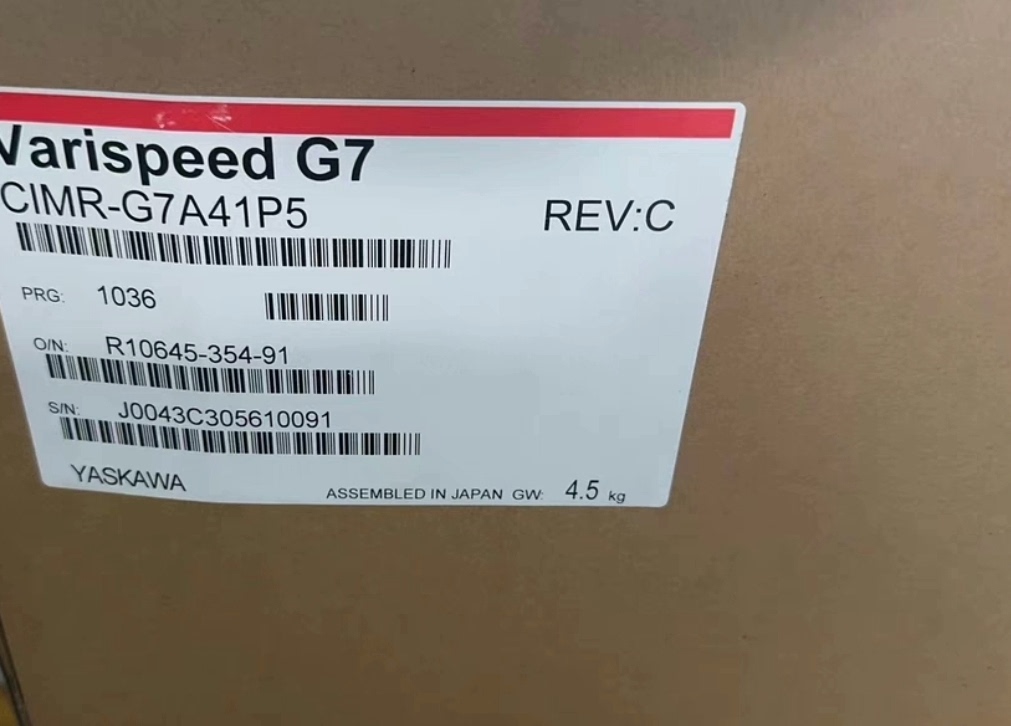 Varispeed G7
CIMR-G7A41P5
REV:C
PRG: 1036
O/N: R10645-354-91
S/N: J0043C305610091
YASKAWA
ASSEMBLED IN JAPAN GW: 4.5 kg